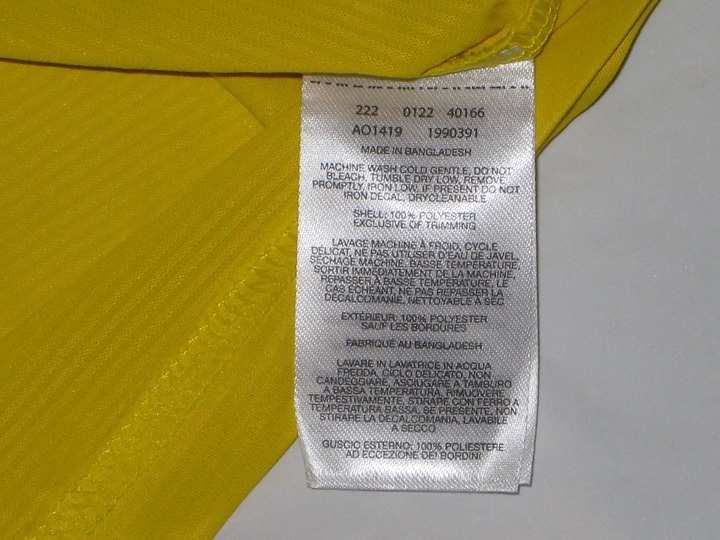 222 0122 40166
AO1419 1990391
MADE IN BANGLADESH
MACHINE WASH COLD GENTLE, DO NOT
BLEACH, TUMBLE DRY LOW, REMOVE
PROMPTLY, IRON LOW, IF PRESENT DO NOT
IRON DECAL, DRYCLEANABLE
SHELL: 100% POLYESTER
EXCLUSIVE OF TRIMMING
LAVAGE MACHINE À FROID, CYCLE
DÉLICAT, NE PAS UTILISER D'EAU DE JAVEL,
SÉCHAGE MACHINE, BASSE TEMPÉRATURE,
SORTIR IMMÉDIATEMENT DE LA MACHINE,
REPASSER À BASSE TEMPÉRATURE, LE
CAS ÉCHÉANT, NE PAS REPASSER LA
DÉCALCOMANIE, NETTOYABLE À SEC
EXTÉRIEUR: 100% POLYESTER
SAUF LES BORDURES
FABRIQUÉ AU BANGLADESH
LAVARE IN LAVATRICE IN ACQUA
FREDDA, CICLO DELICATO, NON
CANDEGGIARE, ASCIUGARE A TAMBURO
A BASSA TEMPERATURA, RIMUOVERE
TEMPESTIVAMENTE, STIRARE CON FERRO A
TEMPERATURA BASSA, SE PRESENTE, NON
STIRARE LA DECALCOMANIA, LAVABILE
A SECCO
GUSCIO ESTERNO: 100% POLIESTERE
AD ECCEZIONE DEI BORDINI